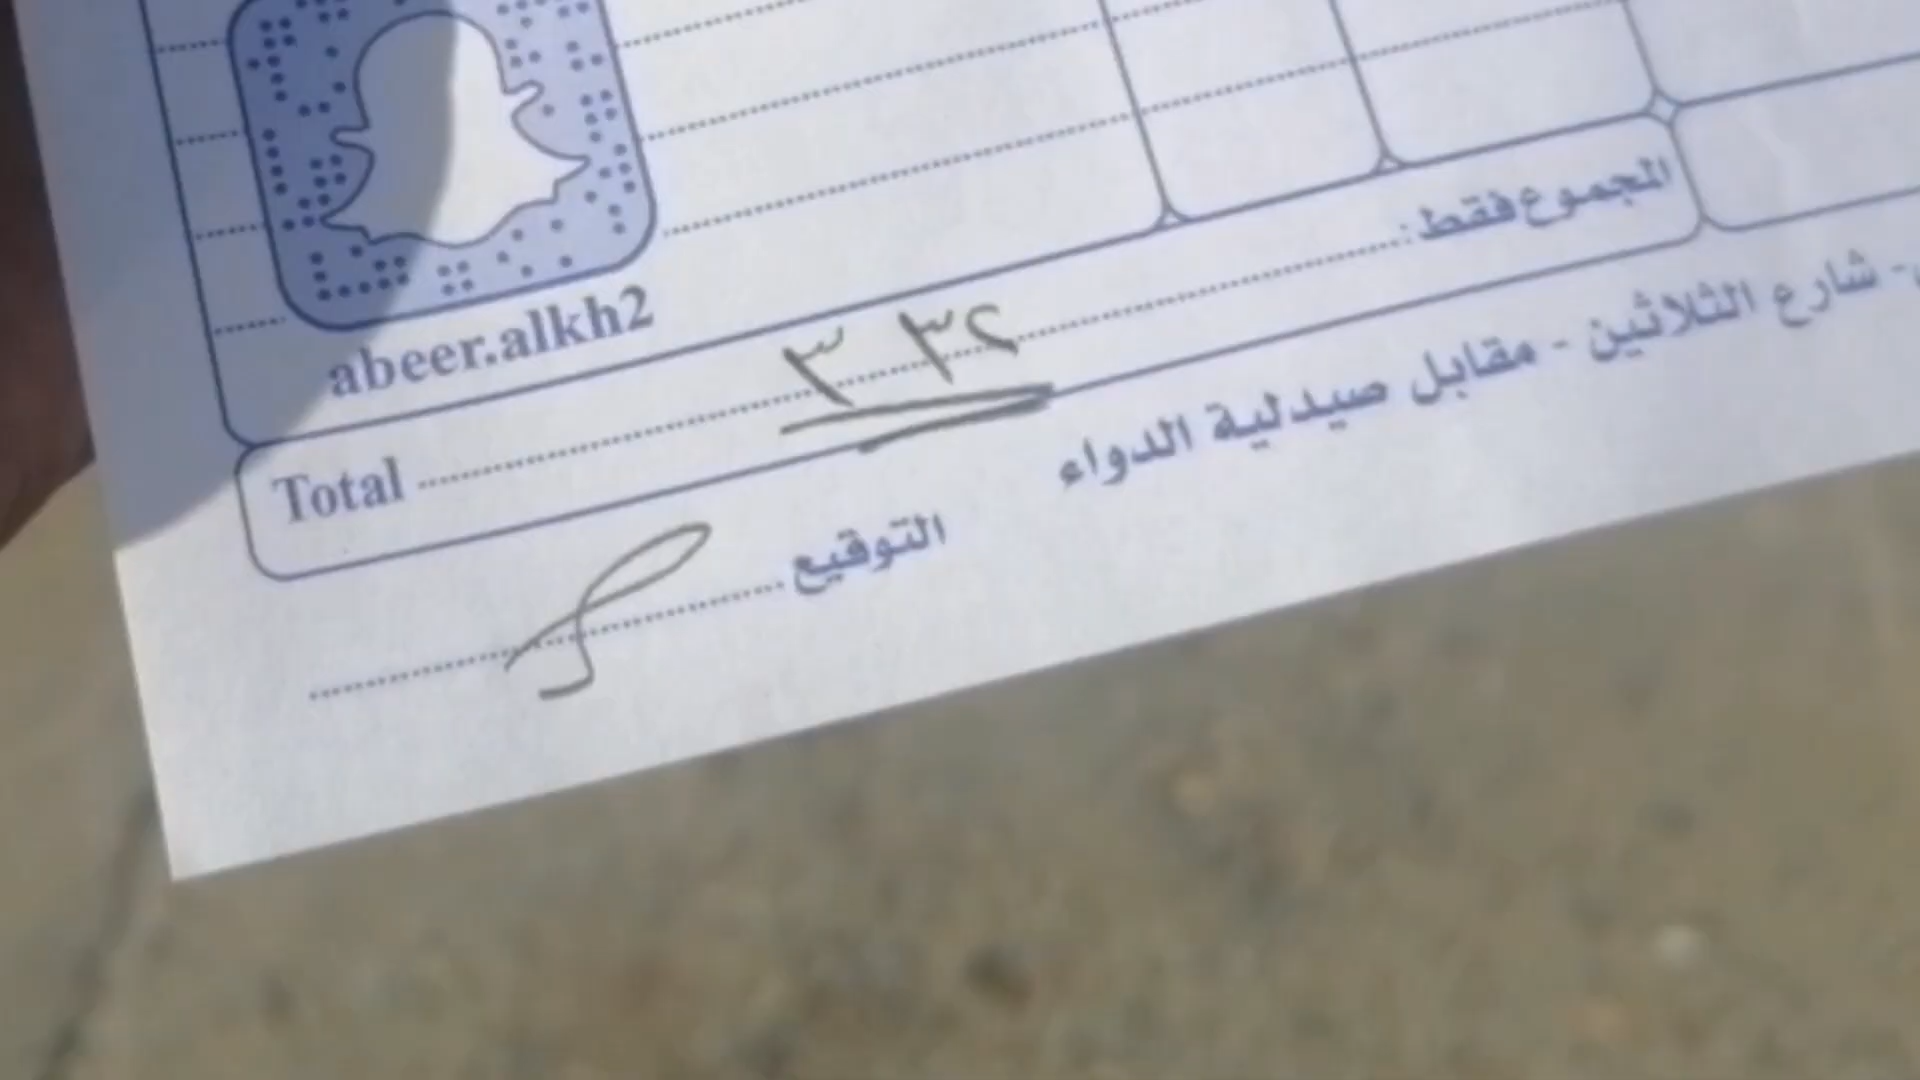 abeer.alkh2
المجموع فقط : ٣٣٢ Total
شارع الثلاثين - مقابل صيدلية الدواء
التوقيع